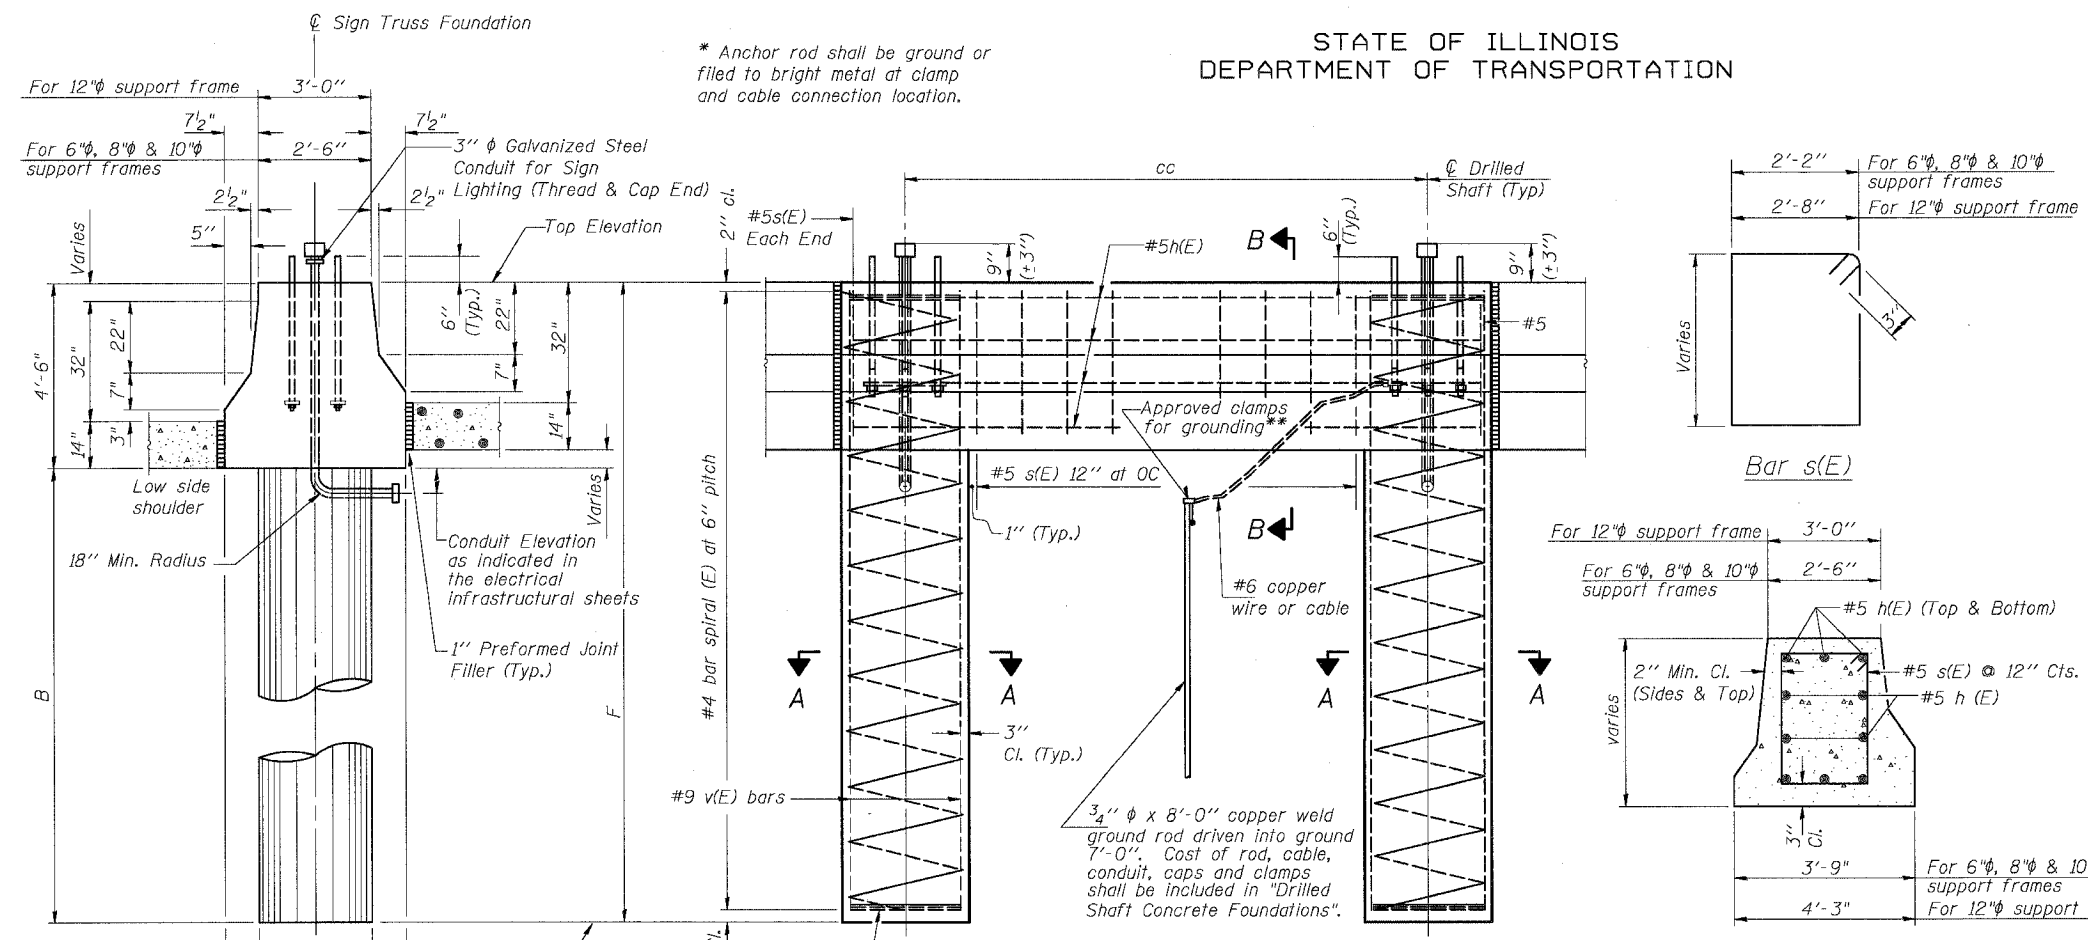 ℄ Sign Truss Foundation
* Anchor rod shall be ground or
filed to bright metal at clamp
and cable connection location.
STATE OF ILLINOIS
DEPARTMENT OF TRANSPORTATION
For 12"ϕ support frame
3'-0"
7½"
7½"
For 6"ϕ, 8"ϕ & 10"ϕ
support frames
2'-6"
3" ϕ Galvanized Steel
Conduit for Sign
Lighting (Thread & Cap End)
2½"
2½"
5"
Varies
Top Elevation
4'-6"
32"
22"
7"
14"
3"
6"
(Typ.)
22"
7"
32"
14"
Varies
Low side
shoulder
18" Min. Radius
Conduit Elevation
as indicated in
the electrical
infrastructural sheets
1" Preformed Joint
Filler (Typ.)
B
F
cc
℄ Drilled
Shaft (Typ)
2" cl.
#5s(E)
Each End
9"
(±3")
#5h(E)
B
6"
(Typ.)
9"
(±3")
#5
Approved clamps
for grounding**
#5 s(E) 12" at OC
1" (Typ.)
B
#6 copper
wire or cable
#4 bar spiral (E) at 6" pitch
A
A
A
A
3"
Cl. (Typ.)
#9 v(E) bars
¾" ϕ x 8'-0" copper weld
ground rod driven into ground
7'-0". Cost of rod, cable,
conduit, caps and clamps
shall be included in "Drilled
Shaft Concrete Foundations".
cl.
2'-2"
For 6"ϕ, 8"ϕ & 10"ϕ
support frames
2'-8"
For 12"ϕ support frame
Varies
3"
Bar s(E)
For 12"ϕ support frame
3'-0"
For 6"ϕ, 8"ϕ & 10"ϕ
support frames
2'-6"
#5 h(E) (Top & Bottom)
2" Min. Cl.
(Sides & Top)
#5 s(E) @ 12" Cts.
#5 h (E)
varies
3"
Cl.
3'-9"
For 6"ϕ, 8"ϕ & 10
support frames
4'-3"
For 12"ϕ support